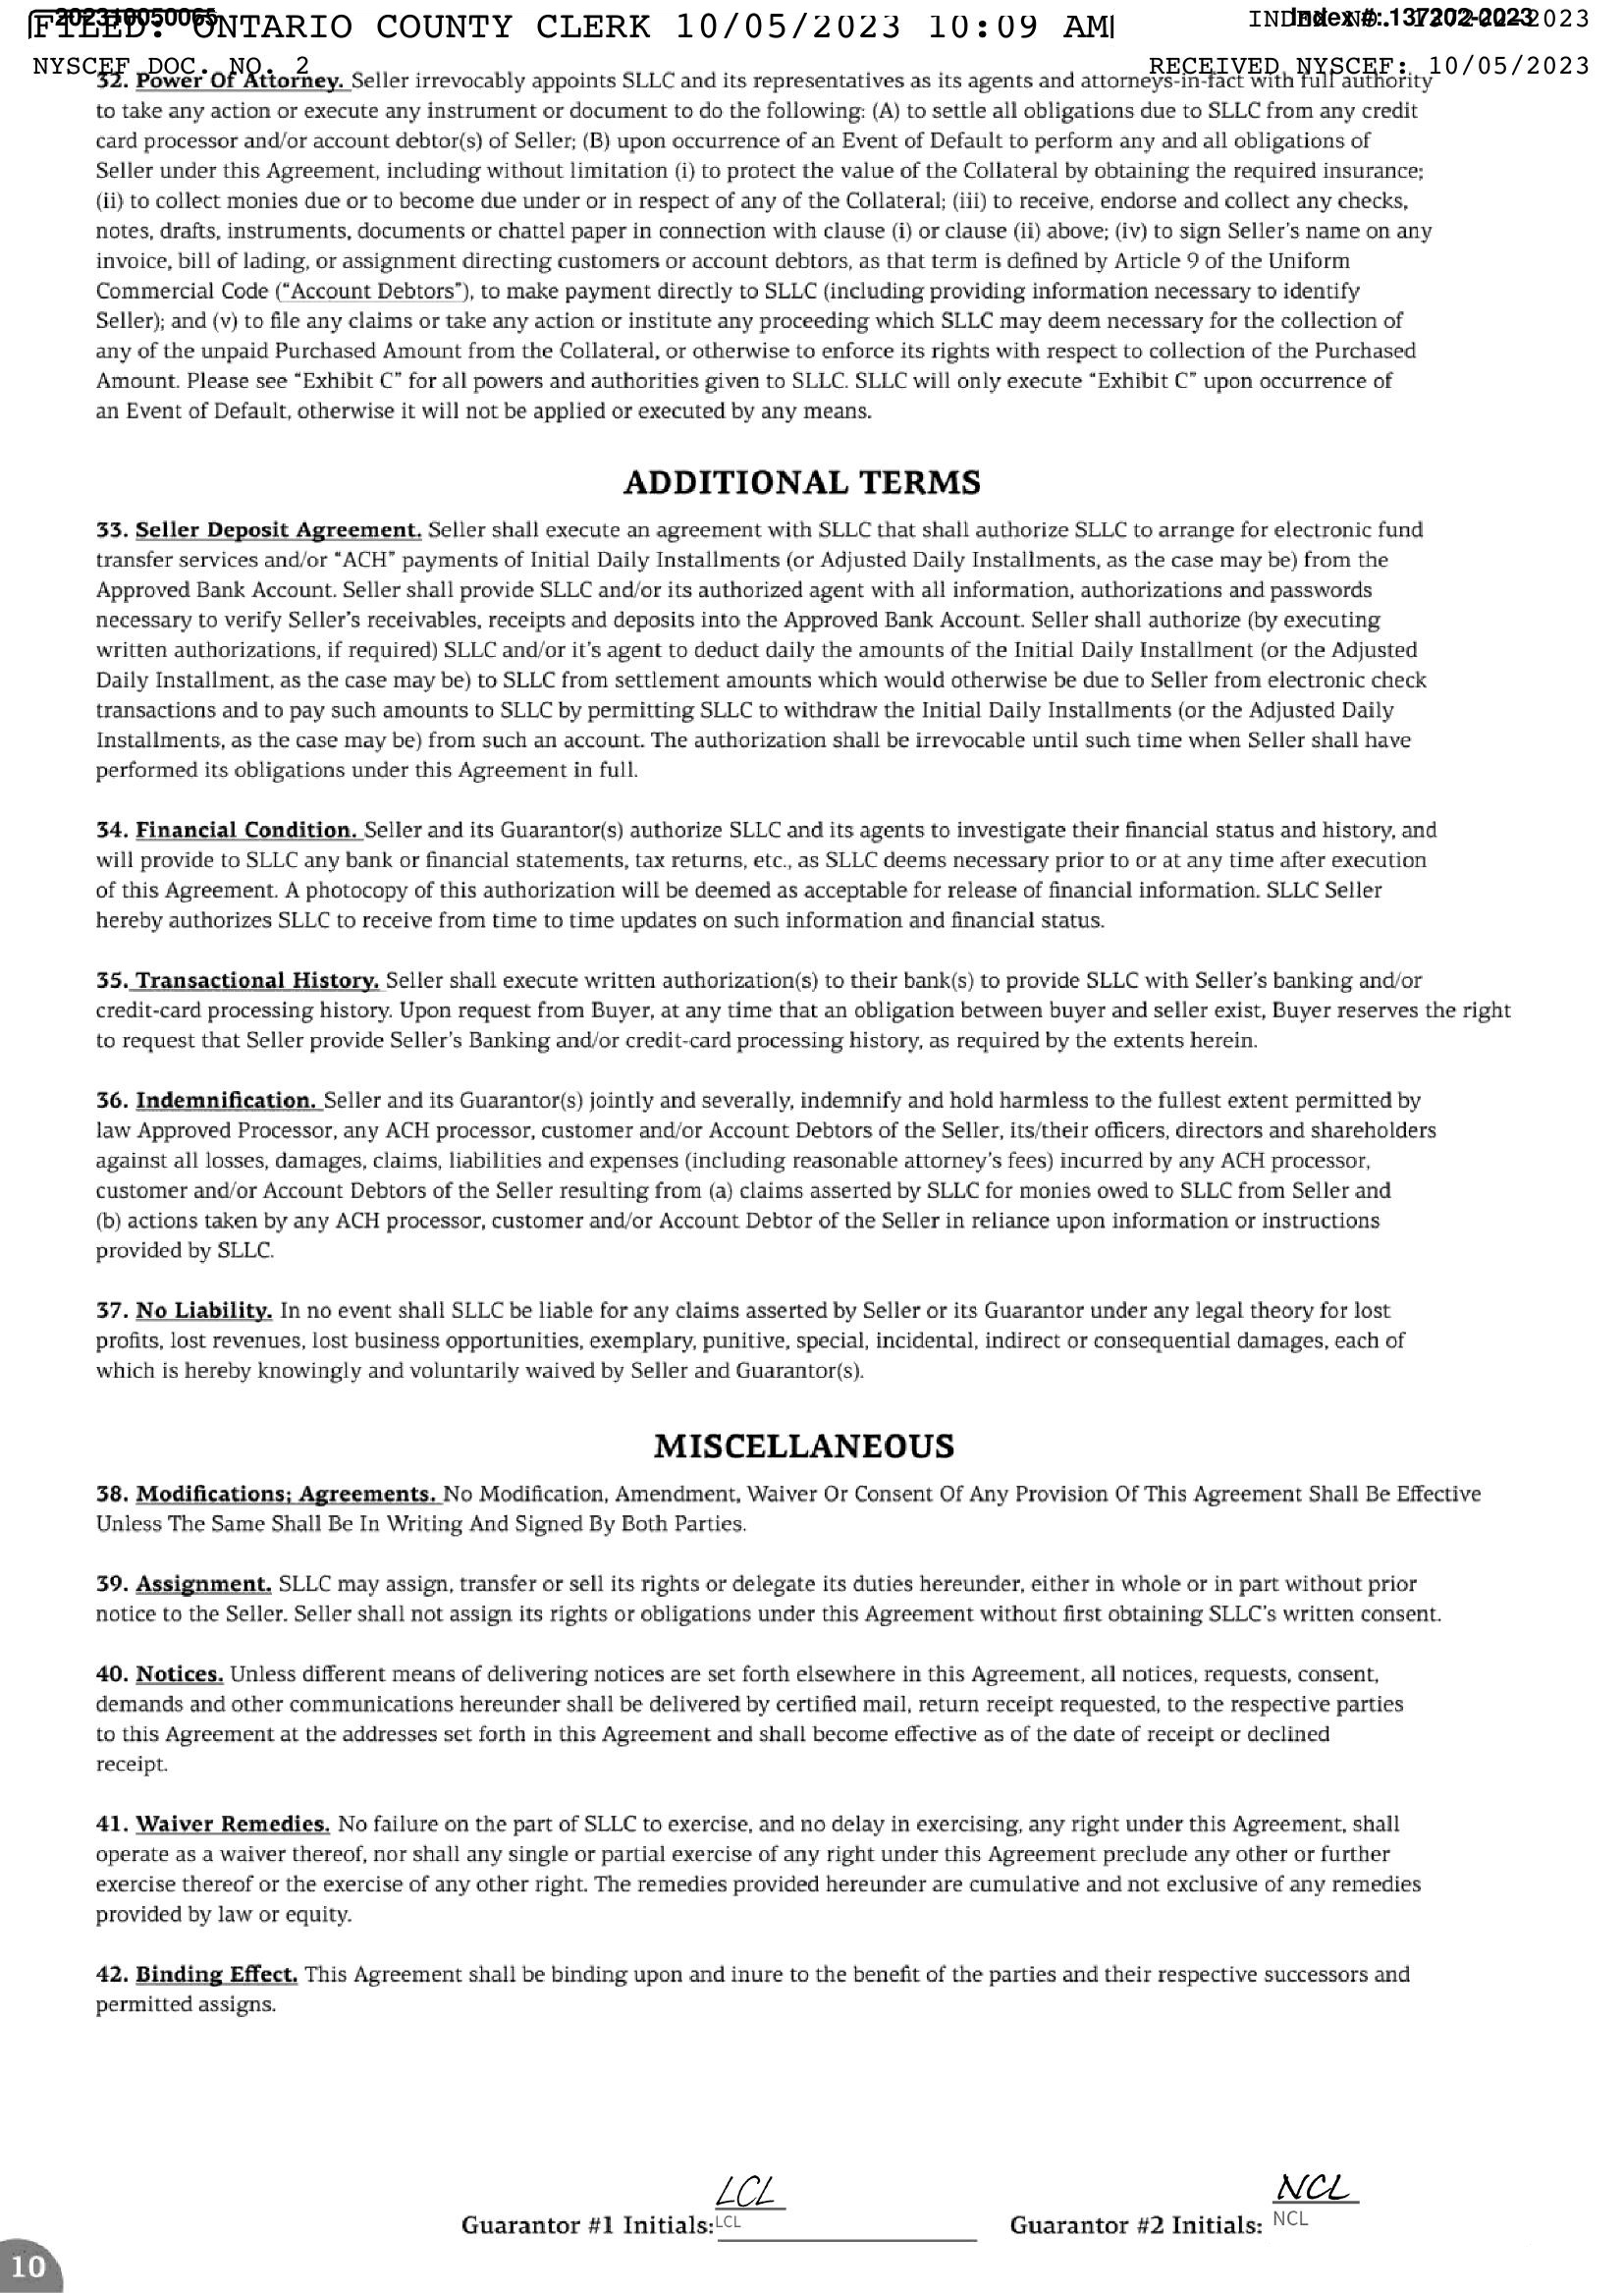 FILED: ONTARIO COUNTY CLERK 10/05/2023 10:09 AM
202310050065
Index #: 137202-2023
NYSCEF DOC. NO. 2
RECEIVED NYSCEF: 10/05/2023
32. Power Of Attorney. Seller irrevocably appoints SLLC and its representatives as its agents and attorneys-in-fact with full authority
to take any action or execute any instrument or document to do the following: (A) to settle all obligations due to SLLC from any credit
card processor and/or account debtor(s) of Seller; (B) upon occurrence of an Event of Default to perform any and all obligations of
Seller under this Agreement, including without limitation (i) to protect the value of the Collateral by obtaining the required insurance;
(ii) to collect monies due or to become due under or in respect of any of the Collateral; (iii) to receive, endorse and collect any checks,
notes, drafts, instruments, documents or chattel paper in connection with clause (i) or clause (ii) above; (iv) to sign Seller's name on any
invoice, bill of lading, or assignment directing customers or account debtors, as that term is defined by Article 9 of the Uniform
Commercial Code ("Account Debtors"), to make payment directly to SLLC (including providing information necessary to identify
Seller); and (v) to file any claims or take any action or institute any proceeding which SLLC may deem necessary for the collection of
any of the unpaid Purchased Amount from the Collateral, or otherwise to enforce its rights with respect to collection of the Purchased
Amount. Please see "Exhibit C" for all powers and authorities given to SLLC. SLLC will only execute "Exhibit C" upon occurrence of
an Event of Default, otherwise it will not be applied or executed by any means.
ADDITIONAL TERMS
33. Seller Deposit Agreement. Seller shall execute an agreement with SLLC that shall authorize SLLC to arrange for electronic fund
transfer services and/or "ACH" payments of Initial Daily Installments (or Adjusted Daily Installments, as the case may be) from the
Approved Bank Account. Seller shall provide SLLC and/or its authorized agent with all information, authorizations and passwords
necessary to verify Seller's receivables, receipts and deposits into the Approved Bank Account. Seller shall authorize (by executing
written authorizations, if required) SLLC and/or it's agent to deduct daily the amounts of the Initial Daily Installment (or the Adjusted
Daily Installment, as the case may be) to SLLC from settlement amounts which would otherwise be due to Seller from electronic check
transactions and to pay such amounts to SLLC by permitting SLLC to withdraw the Initial Daily Installments (or the Adjusted Daily
Installments, as the case may be) from such an account. The authorization shall be irrevocable until such time when Seller shall have
performed its obligations under this Agreement in full.
34. Financial Condition. Seller and its Guarantor(s) authorize SLLC and its agents to investigate their financial status and history, and
will provide to SLLC any bank or financial statements, tax returns, etc., as SLLC deems necessary prior to or at any time after execution
of this Agreement. A photocopy of this authorization will be deemed as acceptable for release of financial information. SLLC Seller
hereby authorizes SLLC to receive from time to time updates on such information and financial status.
35. Transactional History. Seller shall execute written authorization(s) to their bank(s) to provide SLLC with Seller's banking and/or
credit-card processing history. Upon request from Buyer, at any time that an obligation between buyer and seller exist, Buyer reserves the right
to request that Seller provide Seller's Banking and/or credit-card processing history, as required by the extents herein.
36. Indemnification. Seller and its Guarantor(s) jointly and severally, indemnify and hold harmless to the fullest extent permitted by
law Approved Processor, any ACH processor, customer and/or Account Debtors of the Seller, its/their officers, directors and shareholders
against all losses, damages, claims, liabilities and expenses (including reasonable attorney's fees) incurred by any ACH processor,
customer and/or Account Debtors of the Seller resulting from (a) claims asserted by SLLC for monies owed to SLLC from Seller and
(b) actions taken by any ACH processor, customer and/or Account Debtor of the Seller in reliance upon information or instructions
provided by SLLC.
37. No Liability. In no event shall SLLC be liable for any claims asserted by Seller or its Guarantor under any legal theory for lost
profits, lost revenues, lost business opportunities, exemplary, punitive, special, incidental, indirect or consequential damages, each of
which is hereby knowingly and voluntarily waived by Seller and Guarantor(s).
MISCELLANEOUS
38. Modifications; Agreements. No Modification, Amendment, Waiver Or Consent Of Any Provision Of This Agreement Shall Be Effective
Unless The Same Shall Be In Writing And Signed By Both Parties.
39. Assignment. SLLC may assign, transfer or sell its rights or delegate its duties hereunder, either in whole or in part without prior
notice to the Seller. Seller shall not assign its rights or obligations under this Agreement without first obtaining SLLC's written consent.
40. Notices. Unless different means of delivering notices are set forth elsewhere in this Agreement, all notices, requests, consent,
demands and other communications hereunder shall be delivered by certified mail, return receipt requested, to the respective parties
to this Agreement at the addresses set forth in this Agreement and shall become effective as of the date of receipt or declined
receipt.
41. Waiver Remedies. No failure on the part of SLLC to exercise, and no delay in exercising, any right under this Agreement, shall
operate as a waiver thereof, nor shall any single or partial exercise of any right under this Agreement preclude any other or further
exercise thereof or the exercise of any other right. The remedies provided hereunder are cumulative and not exclusive of any remedies
provided by law or equity.
42. Binding Effect. This Agreement shall be binding upon and inure to the benefit of the parties and their respective successors and
permitted assigns.
LCL NCL
Guarantor #1 Initials: LCL Guarantor #2 Initials: NCL
10